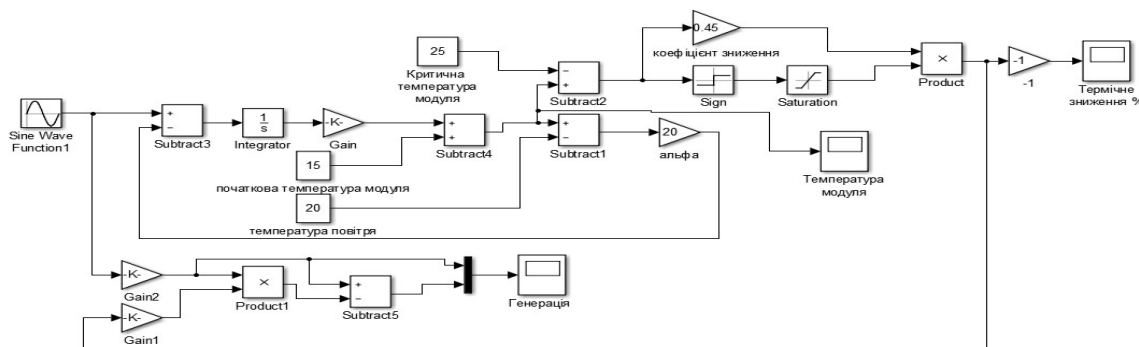 0.45
25
коефіцієнт зниження
×
-1
Критична
температура
модуля
Subtract2
Sign
Saturation
Product
-1
Термічне
зниження %
Sine Wave
Function1
Subtract3
1
s
Integrator
-K-
Gain
Subtract4
Subtract1
20
альфа
15
початкова температура модуля
Температура
модуля
20
температура повітря
-K-
Gain2
×
Product1
Subtract5
Генерація
-K-
Gain1